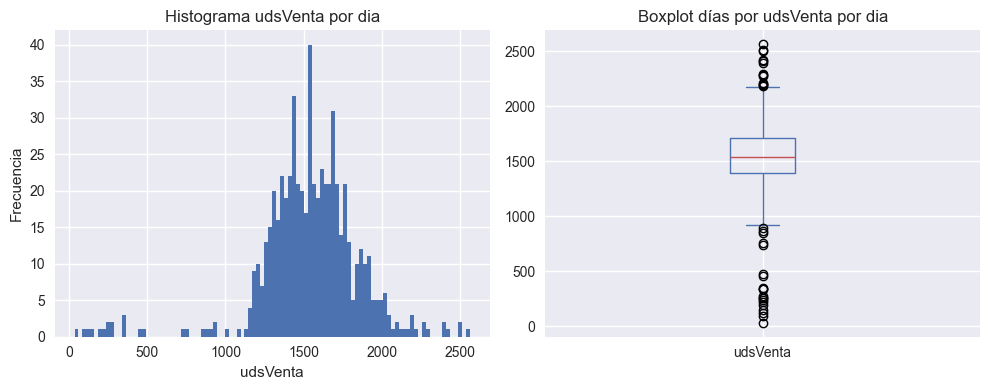 Histograma udsVenta por dia
40
35
30
25
20
15
10
5
0
Frecuencia
0 500 1000 1500 2000 2500
udsVenta
Boxplot días por udsVenta por dia
2500
2000
1500
1000
500
0
udsVenta